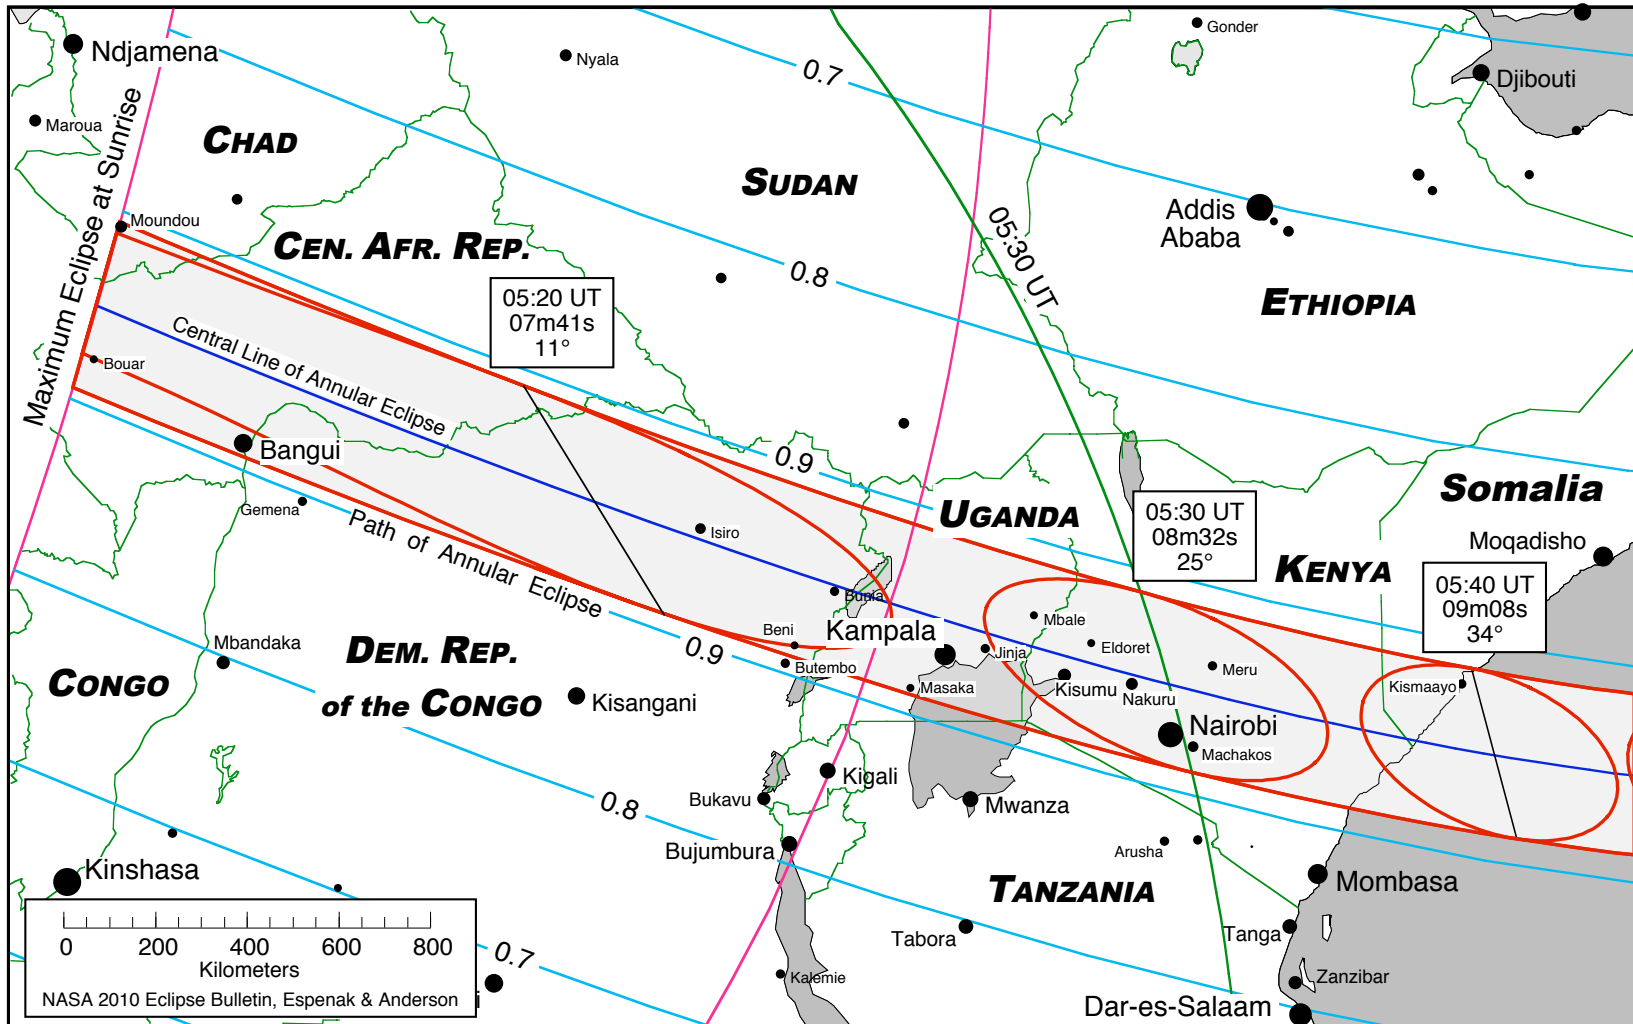 Ndjamena
Maroua
Nyala
0.7
Gonder
Djibouti
Maximum Eclipse at Sunrise
CHAD
SUDAN
Addis
Ababa
Moundou
CEN. AFR. REP.
05:30 UT
0.8
ETHIOPIA
05:20 UT
07m41s
11°
Central Line of Annular Eclipse
Bouar
Bangui
0.9
Gemena
Path of Annular Eclipse
Isiro
UGANDA
05:30 UT
08m32s
25°
Somalia
Moqadisho
KENYA
05:40 UT
09m08s
34°
Bunia
Beni
Kampala
Mbale
Jinja
Eldoret
Meru
Mbandaka
DEM. REP.
of the CONGO
0.9
Butembo
Masaka
Kisumu
Nakuru
Kismaayo
CONGO
Kisangani
Nairobi
Machakos
Kigali
Bukavu
Mwanza
0.8
Bujumbura
Arusha
Kinshasa
TANZANIA
Mombasa
0 200 400 600 800
Kilometers
NASA 2010 Eclipse Bulletin, Espenak & Anderson
i
0.7
Tabora
Tanga
Kalemie
Zanzibar
Dar-es-Salaam